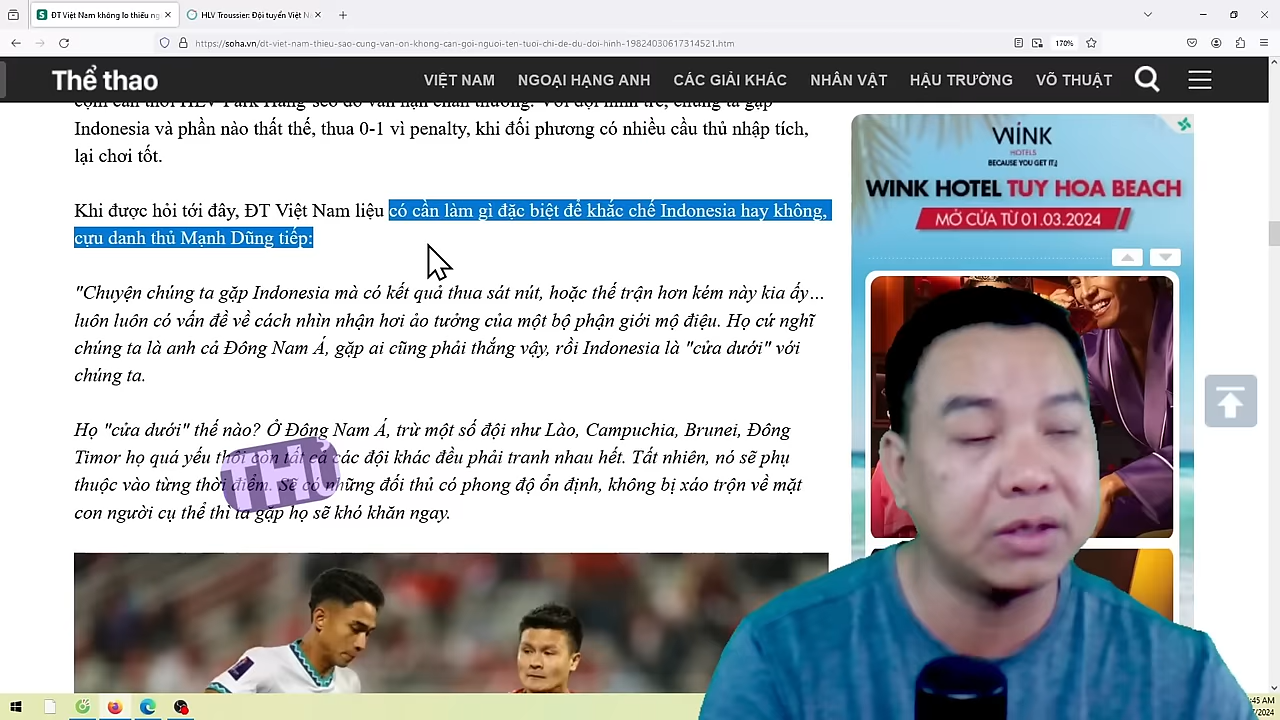 ĐT Việt Nam không lo thiếu ng
HLV Troussier: Đội tuyển Việt N
https://soha.vn/dt-viet-nam-thieu-sao-cung-van-on-khong-can-goi-nguoi-ten-tuoi-chi-de-du-doi-hinh-198240306173145​21.htm
170%
Thể thao
VIỆT NAM
NGOẠI HẠNG ANH
CÁC GIẢI KHÁC
NHÂN VẬT
HẬU TRƯỜNG
VÕ THUẬT
Indonesia và phần nào thất thế, thua 0-1 vì penalty, khi đối phương có nhiều cầu thủ nhập tịch,
lại chơi tốt.
Khi được hỏi tới đây, ĐT Việt Nam liệu có cần làm gì đặc biệt để khắc chế Indonesia hay không,
cựu danh thủ Mạnh Dũng tiếp:
"Chuyện chúng ta gặp Indonesia mà có kết quả thua sát nút, hoặc thế trận hơn kém này kia ấy…
luôn luôn có vấn đề về cách nhìn nhận hơi ảo tưởng của một bộ phận giới mộ điệu. Họ cứ nghĩ
chúng ta là anh cả Đông Nam Á, gặp ai cũng phải thắng vậy, rồi Indonesia là "cửa dưới" với
chúng ta.
Họ "cửa dưới" thế nào? Ở Đông Nam Á, trừ một số đội như Lào, Campuchia, Brunei, Đông
Timor họ quá yếu thôi còn tất cả các đội khác đều phải tranh nhau hết. Tất nhiên, nó sẽ phụ
thuộc vào từng thời điểm. Sẽ có những đối thủ có phong độ ổn định, không bị xáo trộn về mặt
con người cụ thể thì ta gặp họ sẽ khó khăn ngay.
WINK
HOTELS
BECAUSE YOU GET IT;)
WINK HOTEL TUY HOA BEACH
MỞ CỬA TỪ 01.03.2024